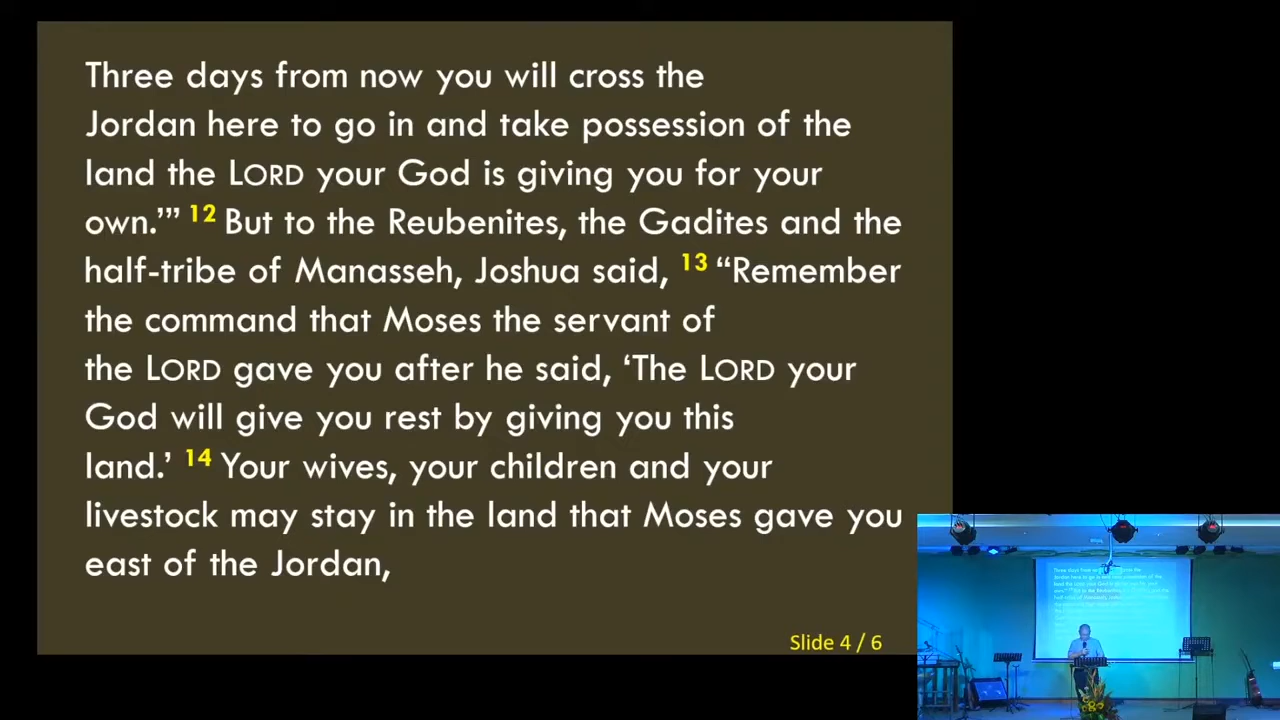 Three days from now you will cross the
Jordan here to go in and take possession of the
land the LORD your God is giving you for your
own.’” 12 But to the Reubenites, the Gadites and the
half-tribe of Manasseh, Joshua said, 13 “Remember
the command that Moses the servant of
the LORD gave you after he said, ‘The LORD your
God will give you rest by giving you this
land.’ 14 Your wives, your children and your
livestock may stay in the land that Moses gave you
east of the Jordan,
Slide 4 / 6